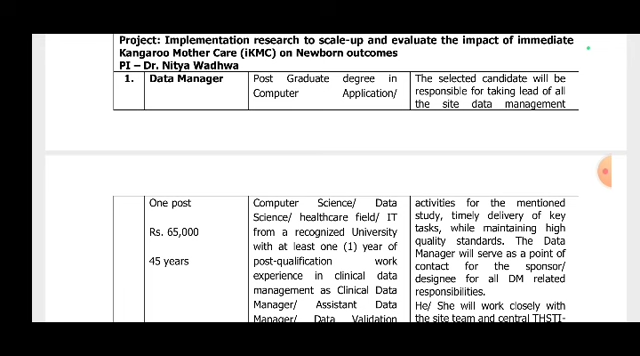 Project: Implementation research to scale-up and evaluate the impact of immediate
Kangaroo Mother Care (iKMC) on Newborn outcomes
PI – Dr. Nitya Wadhwa
1. Data Manager Post Graduate degree in The selected candidate will be
Computer Application/ responsible for taking lead of all
the site data management
One post Computer Science/ Data activities for the mentioned
Science/ healthcare field/ IT study, timely delivery of key
Rs. 65,000 from a recognized University tasks, while maintaining high
with at least one (1) year of quality standards. The Data
45 years post-qualification work Manager will serve as a point of
experience in clinical data contact for the sponsor/
management as Clinical Data designee for all DM related
Manager/ Assistant Data responsibilities.
Manager/ Data Validation He/ She will work closely with
the site team and central THSTI-